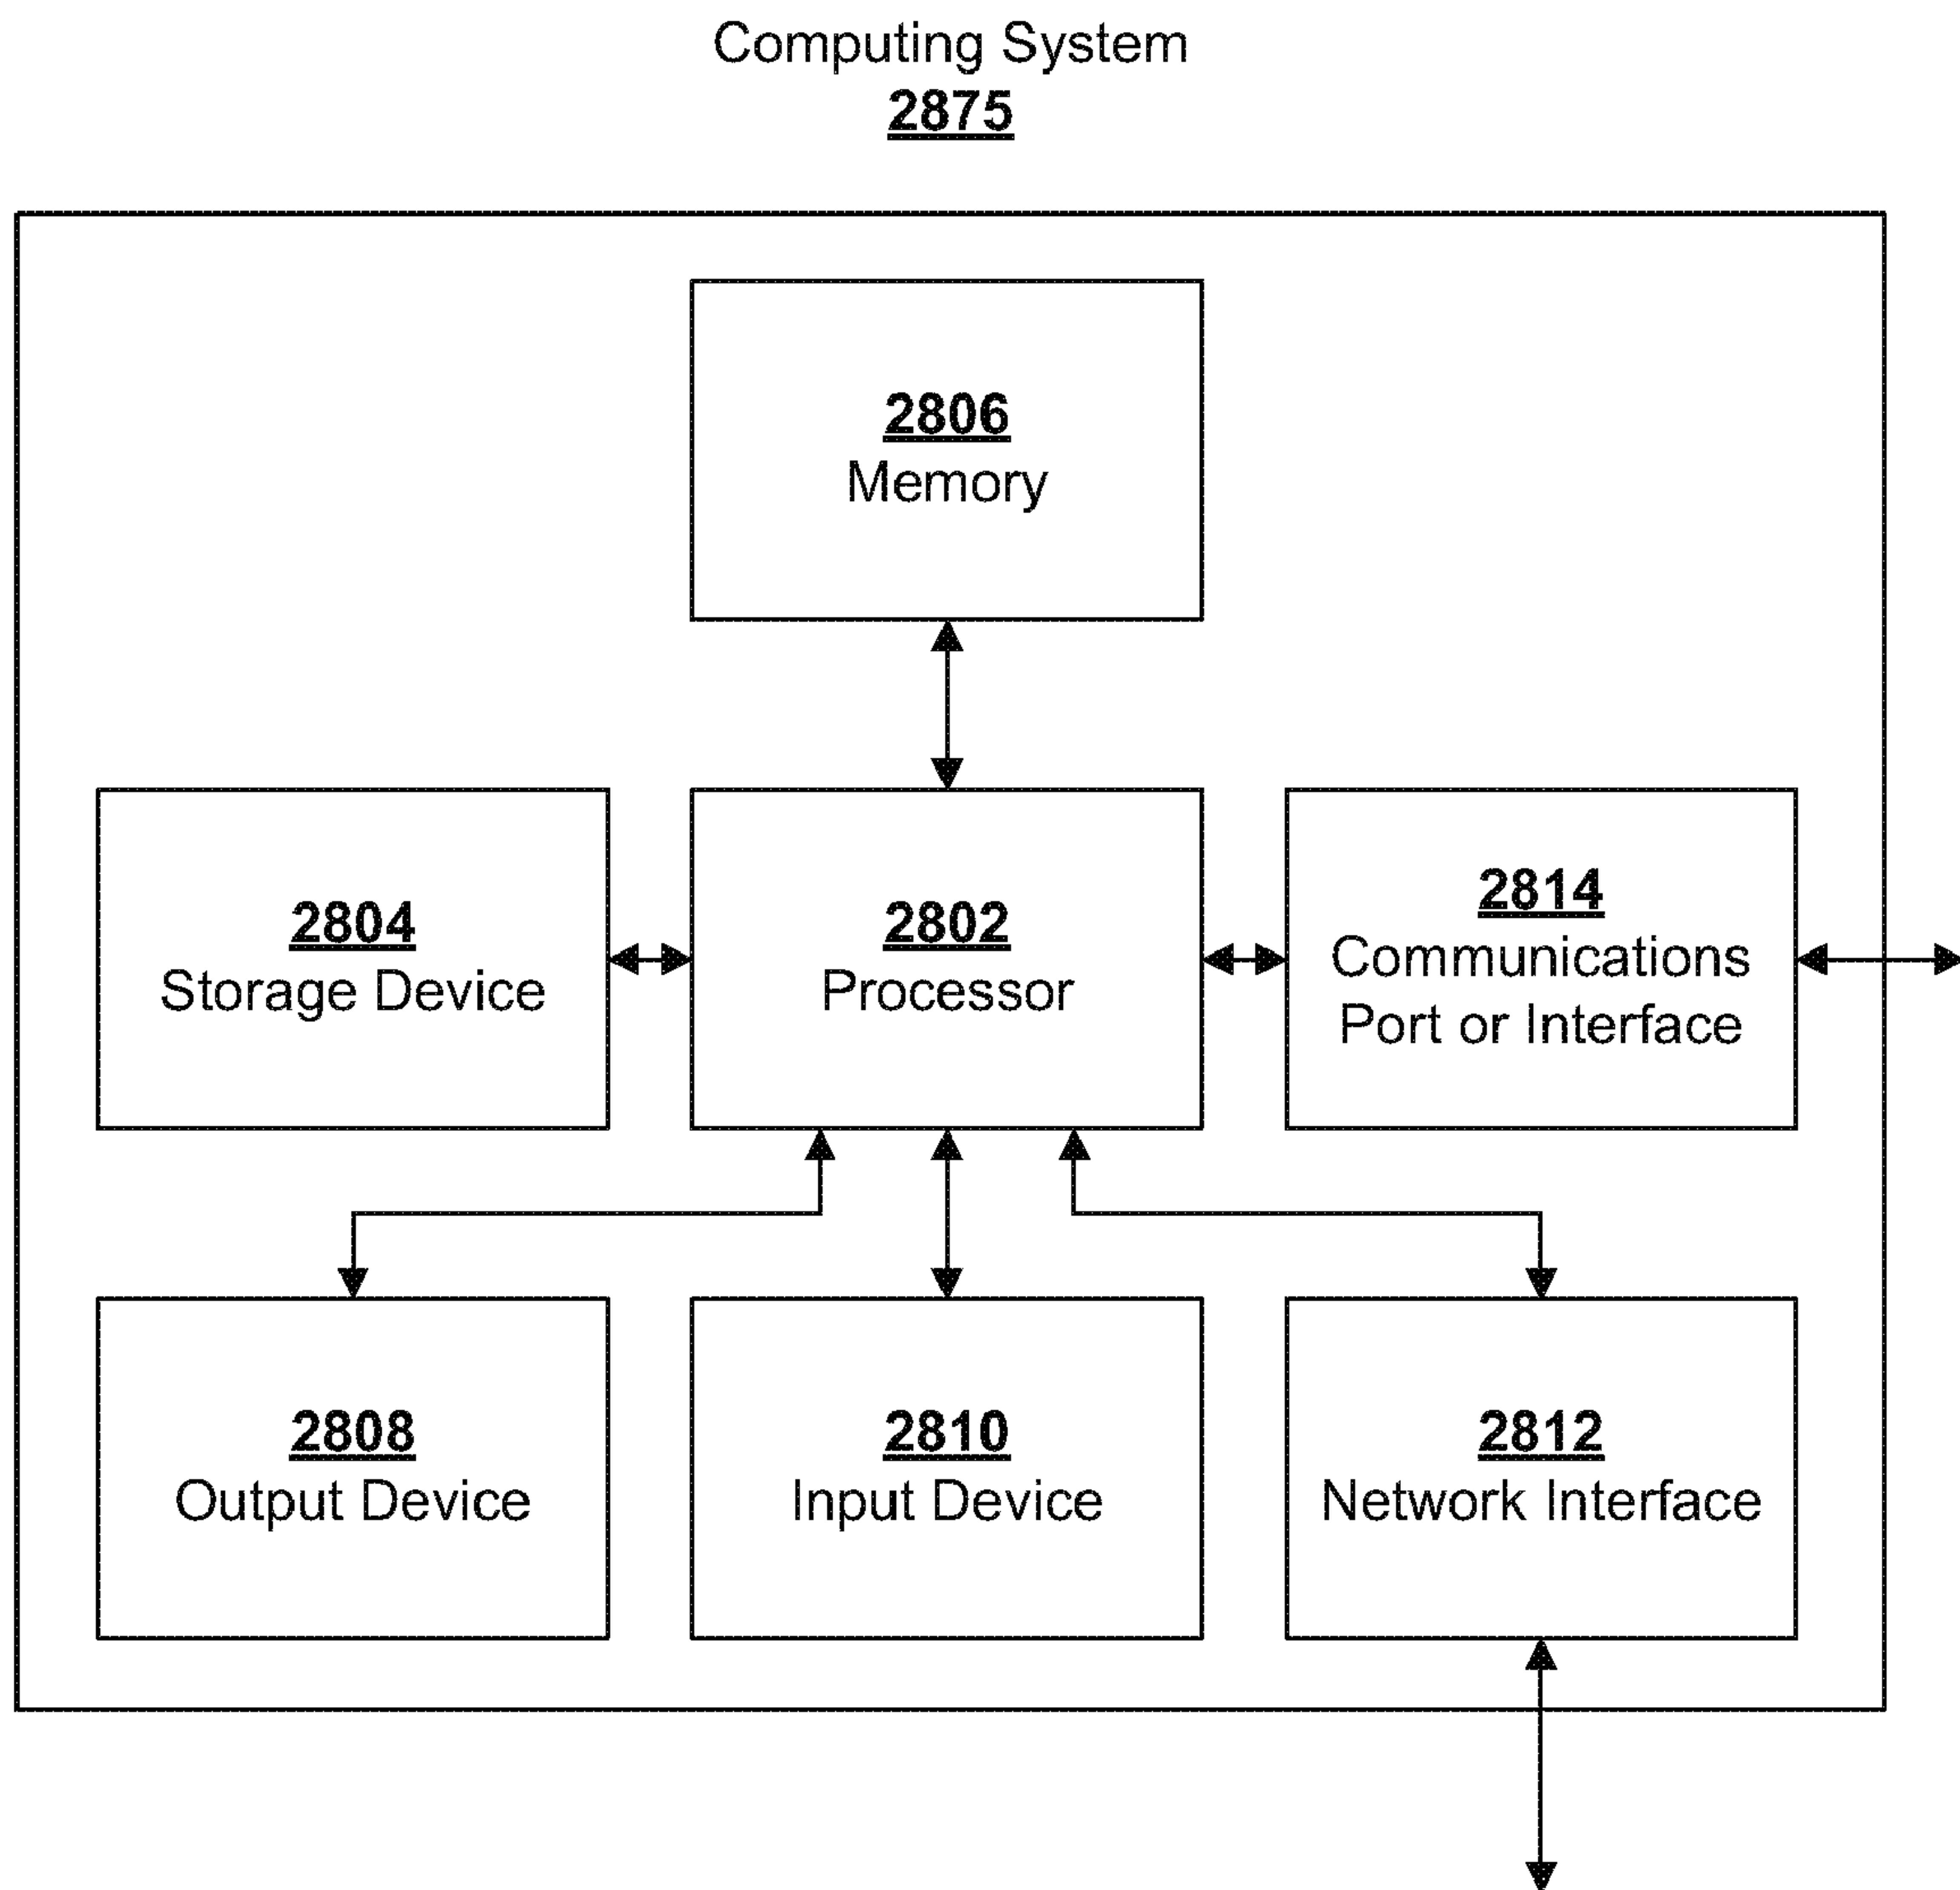 Computing System
2875
2806
Memory
2804
Storage Device
2802
Processor
2814
Communications
Port or Interface
2808
Output Device
2810
Input Device
2812
Network Interface